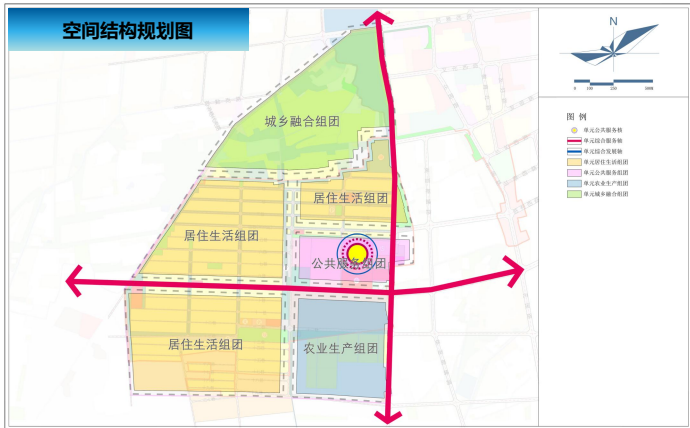 空间结构规划图
N
0 100 250 500M
城乡融合组团
居住生活组团
居住生活组团
公共服务组团
居住生活组团
农业生产组团
图 例
单元公共服务核
单元综合服务轴
单元综合发展轴
单元居住生活组团
单元公共服务组团
单元农业生产组团
单元城乡融合组团